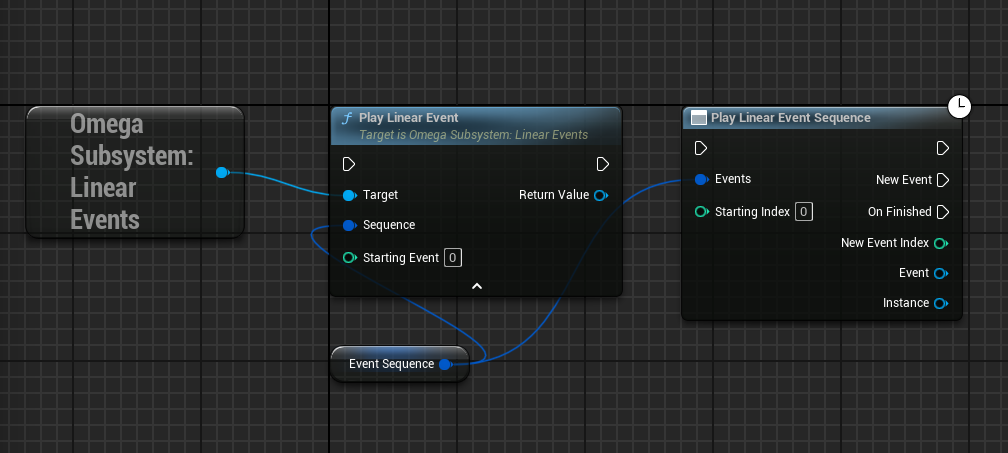 Omega
Subsystem:
Linear
Events
Play Linear Event
Target is Omega Subsystem: Linear Events
Target
Return Value
Sequence
Starting Event 0
Event Sequence
Play Linear Event Sequence
Events
New Event
Starting Index 0
On Finished
New Event Index
Event
Instance